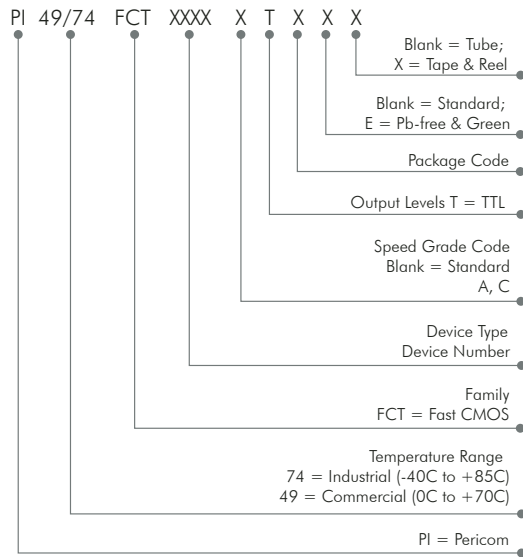 PI 49/74 FCT XXXX X T X X X
Blank = Tube;
X = Tape & Reel
Blank = Standard;
E = Pb-free & Green
Package Code
Output Levels T = TTL
Speed Grade Code
Blank = Standard
A, C
Device Type
Device Number
Family
FCT = Fast CMOS
Temperature Range
74 = Industrial (-40C to +85C)
49 = Commercial (0C to +70C)
PI = Pericom